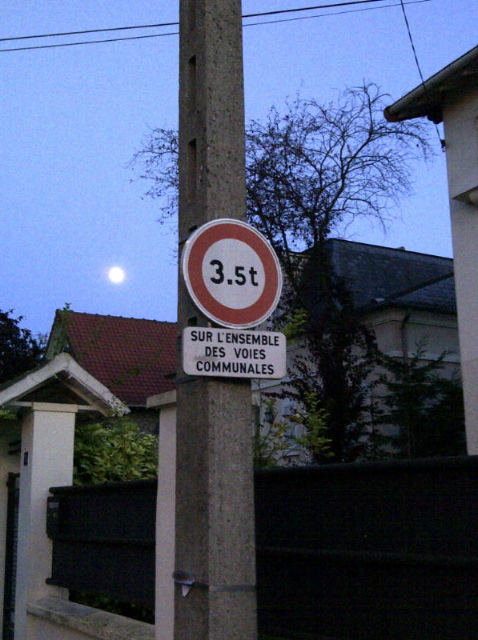 3.5t
SUR L'ENSEMBLE
DES VOIES
COMMUNALES